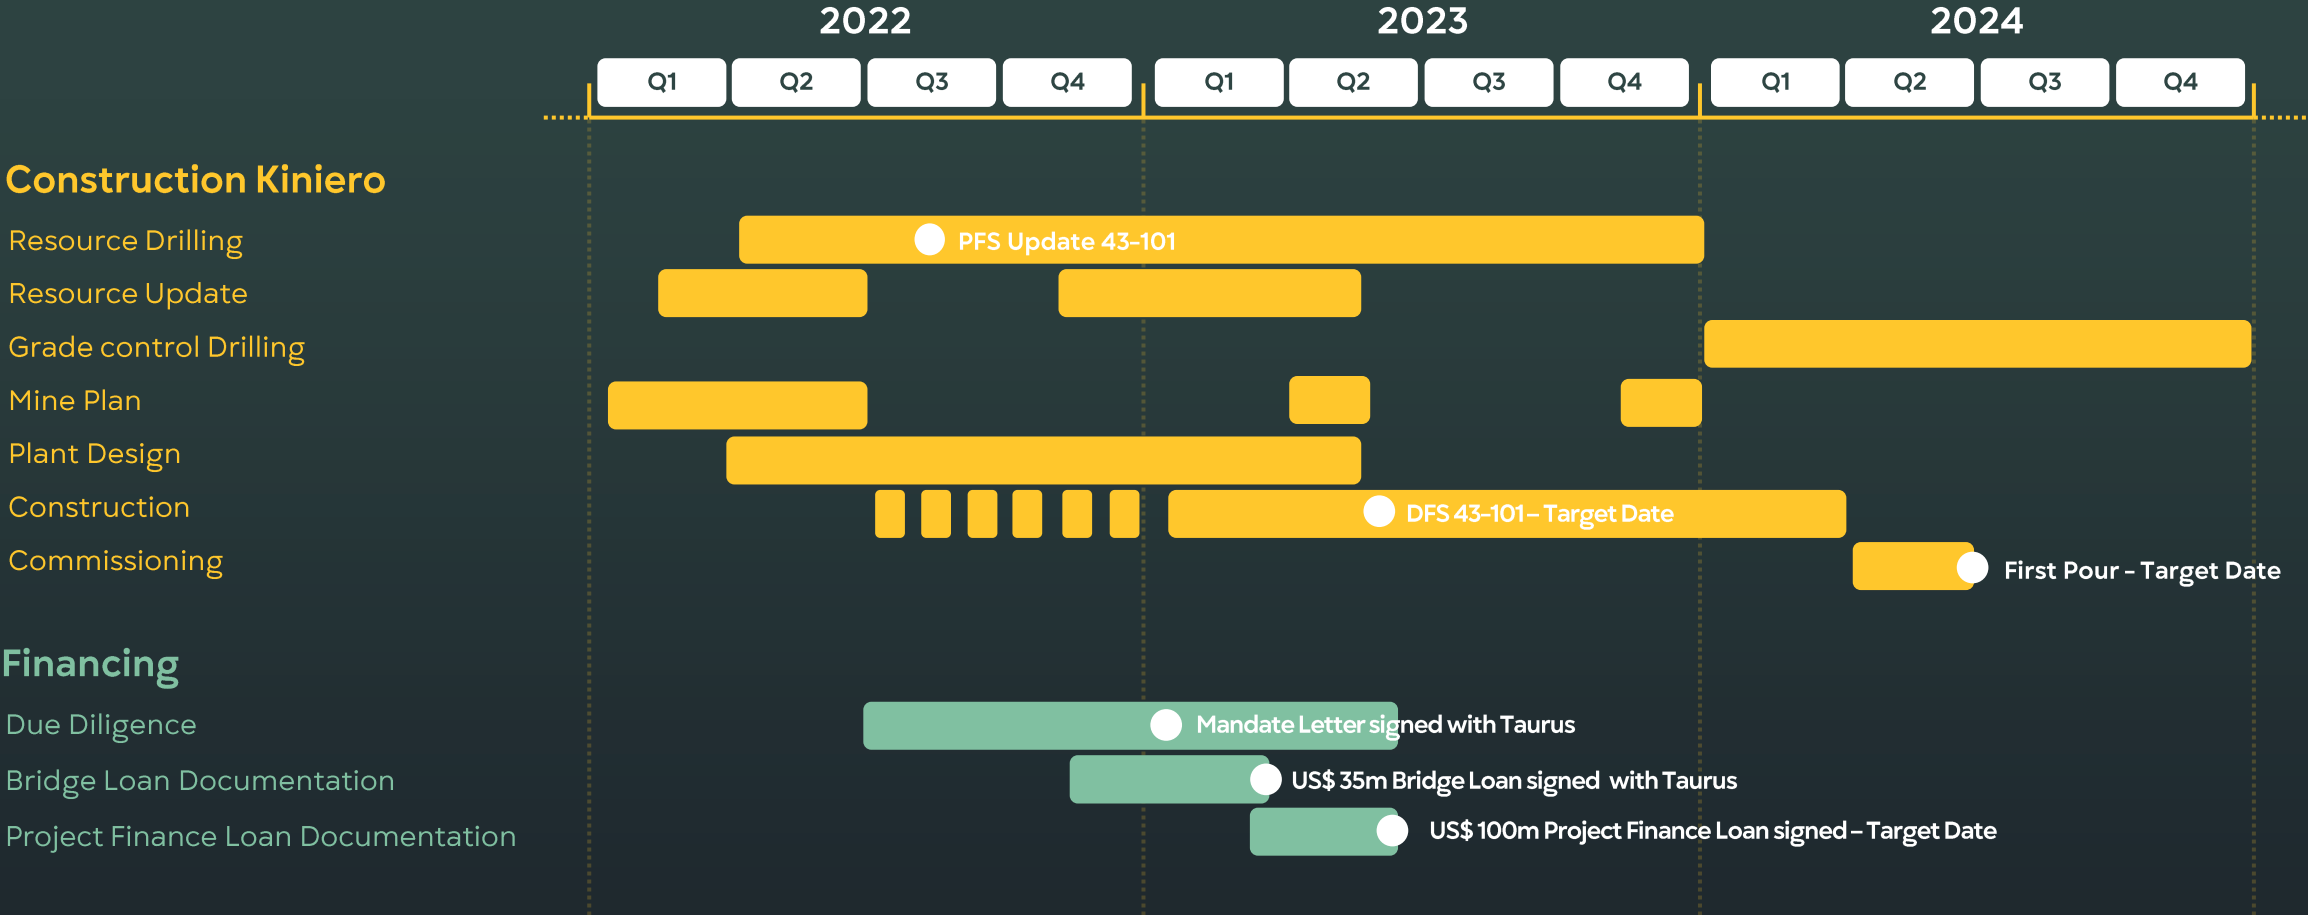 2022 2023 2024
Q1 Q2 Q3 Q4 Q1 Q2 Q3 Q4 Q1 Q2 Q3 Q4
Construction Kiniero
Resource Drilling PFS Update 43-101
Resource Update
Grade control Drilling
Mine Plan
Plant Design
Construction DFS 43-101 – Target Date
Commissioning First Pour - Target Date
Financing
Due Diligence Mandate Letter signed with Taurus
Bridge Loan Documentation US$ 35m Bridge Loan signed with Taurus
Project Finance Loan Documentation US$ 100m Project Finance Loan signed – Target Date